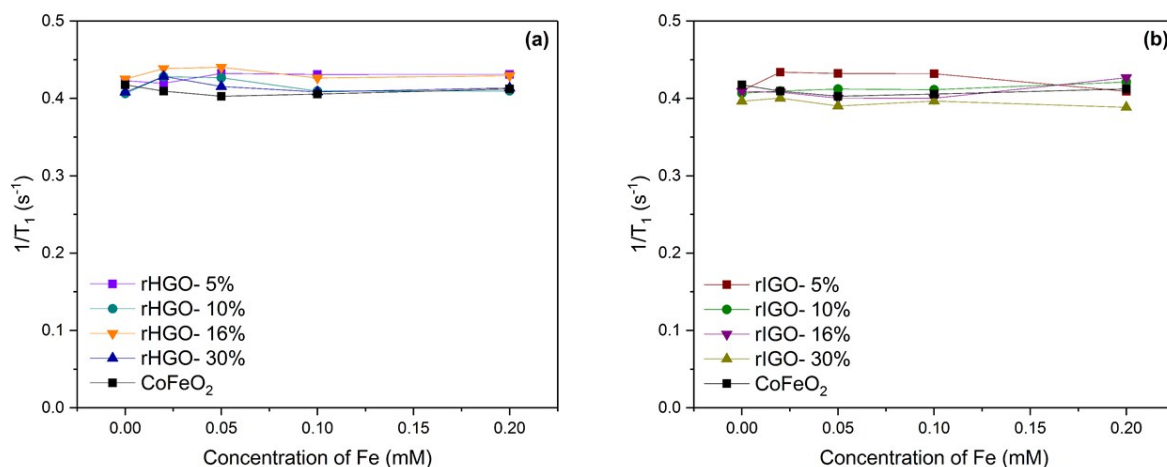 (a)
0.5
0.4
0.3
0.2
0.1
0.0
1/T₁ (s⁻¹)
rHGO- 5%
rHGO- 10%
rHGO- 16%
rHGO- 30%
CoFeO₂
0.00 0.05 0.10 0.15 0.20
Concentration of Fe (mM)
(b)
0.5
0.4
0.3
0.2
0.1
0.0
1/T₁ (s⁻¹)
rIGO- 5%
rIGO- 10%
rIGO- 16%
rIGO- 30%
CoFeO₂
0.00 0.05 0.10 0.15 0.20
Concentration of Fe (mM)